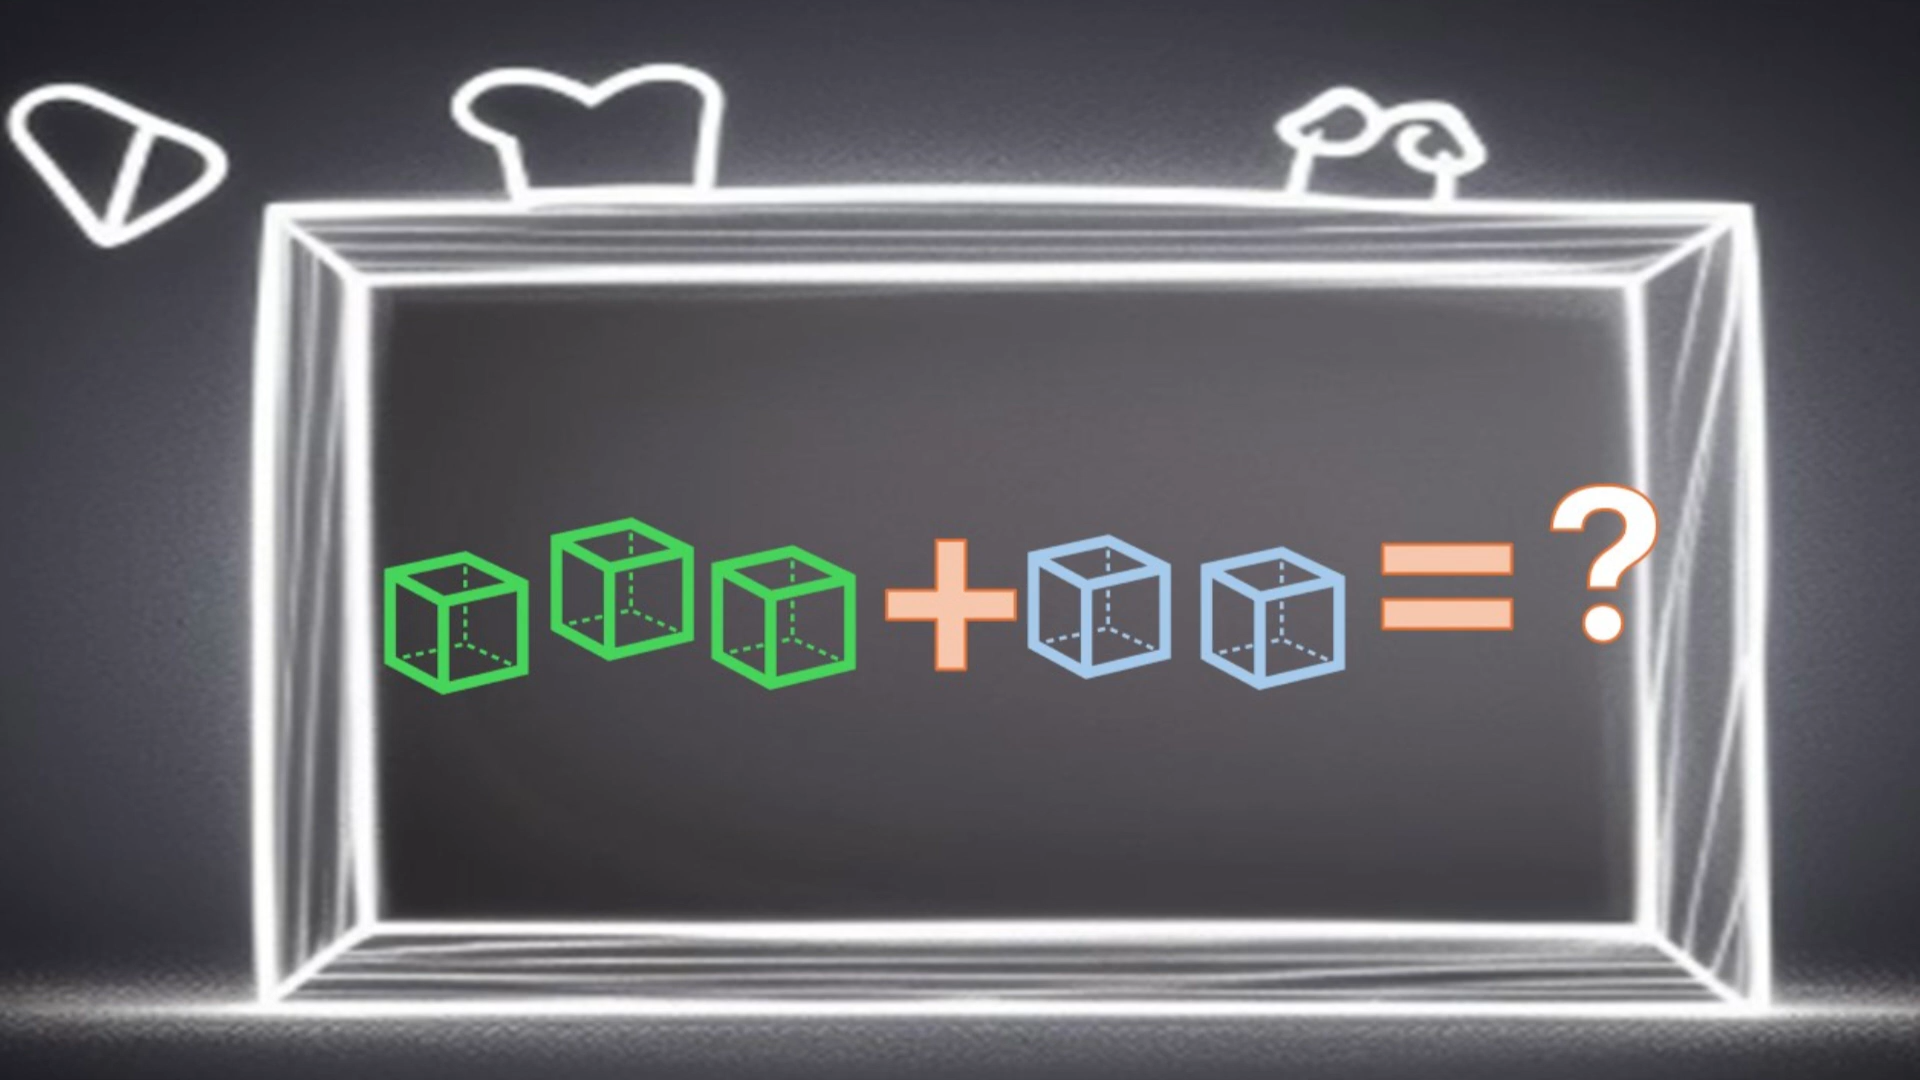 + = ?